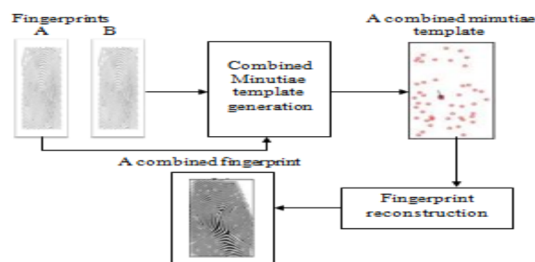 Fingerprints
A B
Combined
Minutiae
template
generation
A combined minutiae
template
A combined fingerprint
Fingerprint
reconstruction